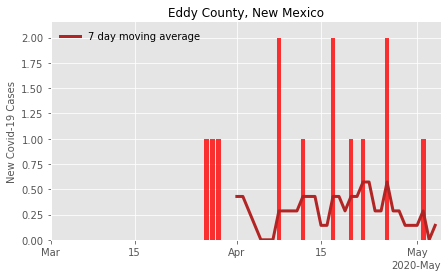 Eddy County, New Mexico
7 day moving average
New Covid-19 Cases
2.00
1.75
1.50
1.25
1.00
0.75
0.50
0.25
0.00
Mar 15 Apr 15 May
2020-May